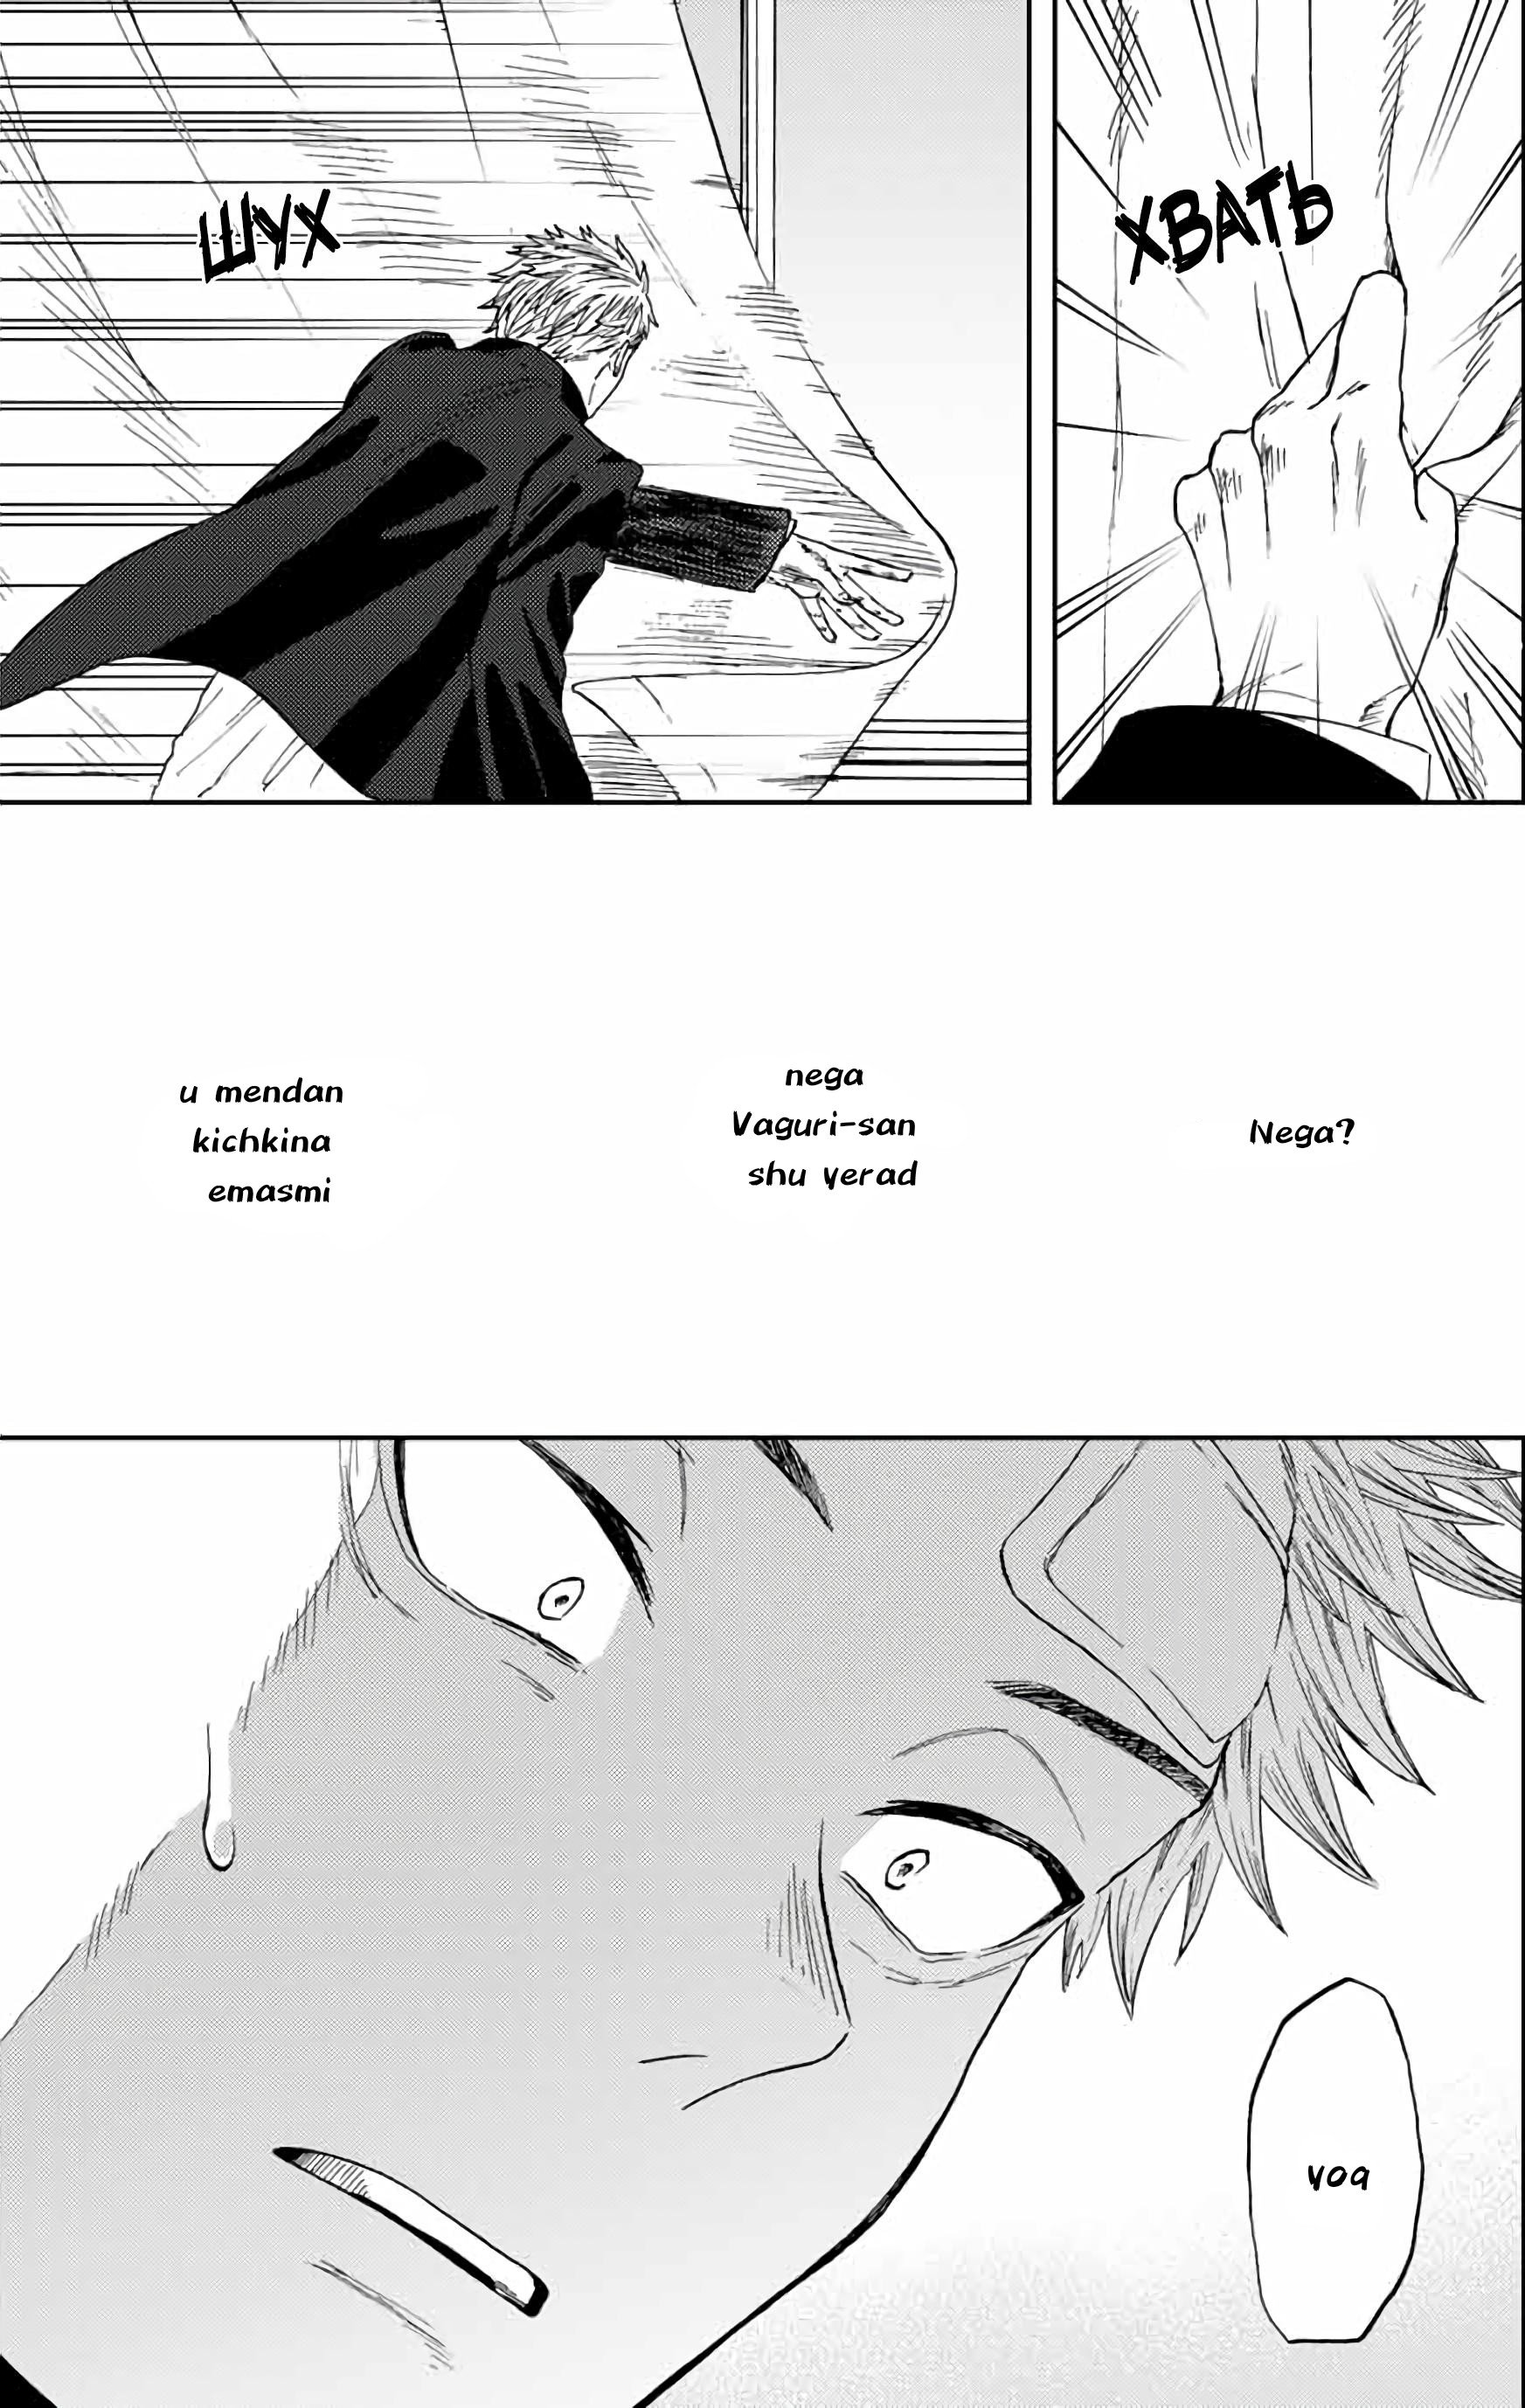 ХВАТЬ
ШУХ
Nega?
nega
Vaguri-san
shu yerad
u mendan
kichkina
emasmi
yoq